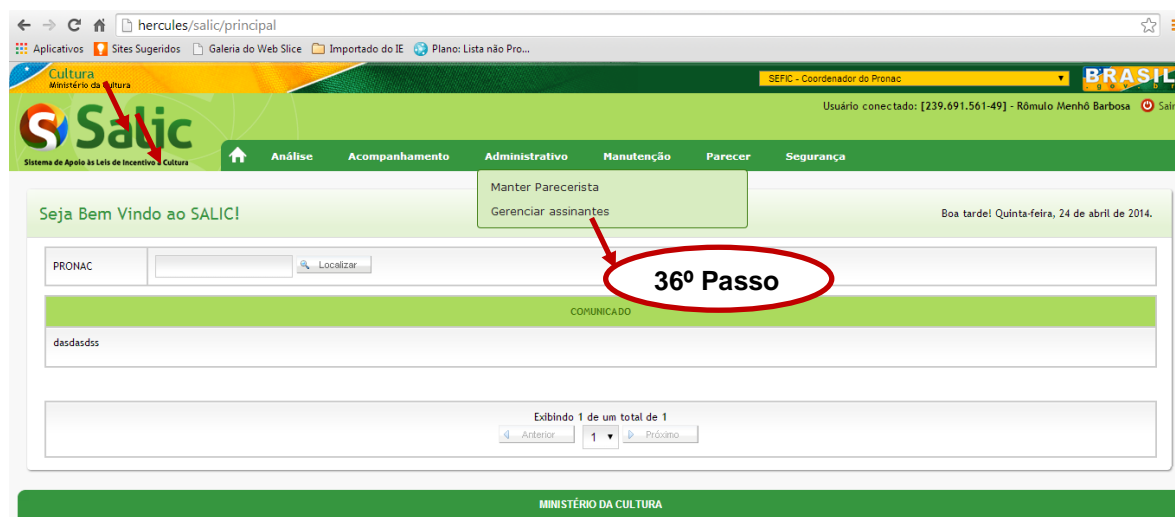 hercules/salic/principal
Aplicativos Sites Sugeridos Galeria do Web Slice Importado do IE Plano: Lista não Pro...
Cultura
Ministério da Cultura
SEFIC - Coordenador do Pronac
BRASIL
Usuário conectado: [239.691.561-49] - Rômulo Menhô Barbosa Sair
Salic
Sistema de Apoio às Leis de Incentivo à Cultura
Análise Acompanhamento Administrativo Manutenção Parecer Segurança
Manter Parecerista
Gerenciar assinantes
Seja Bem Vindo ao SALIC!
Boa tarde! Quinta-feira, 24 de abril de 2014.
PRONAC Localizar
36º Passo
COMUNICADO
dasdasdss
Exibindo 1 de um total de 1
Anterior 1 Próximo
MINISTÉRIO DA CULTURA